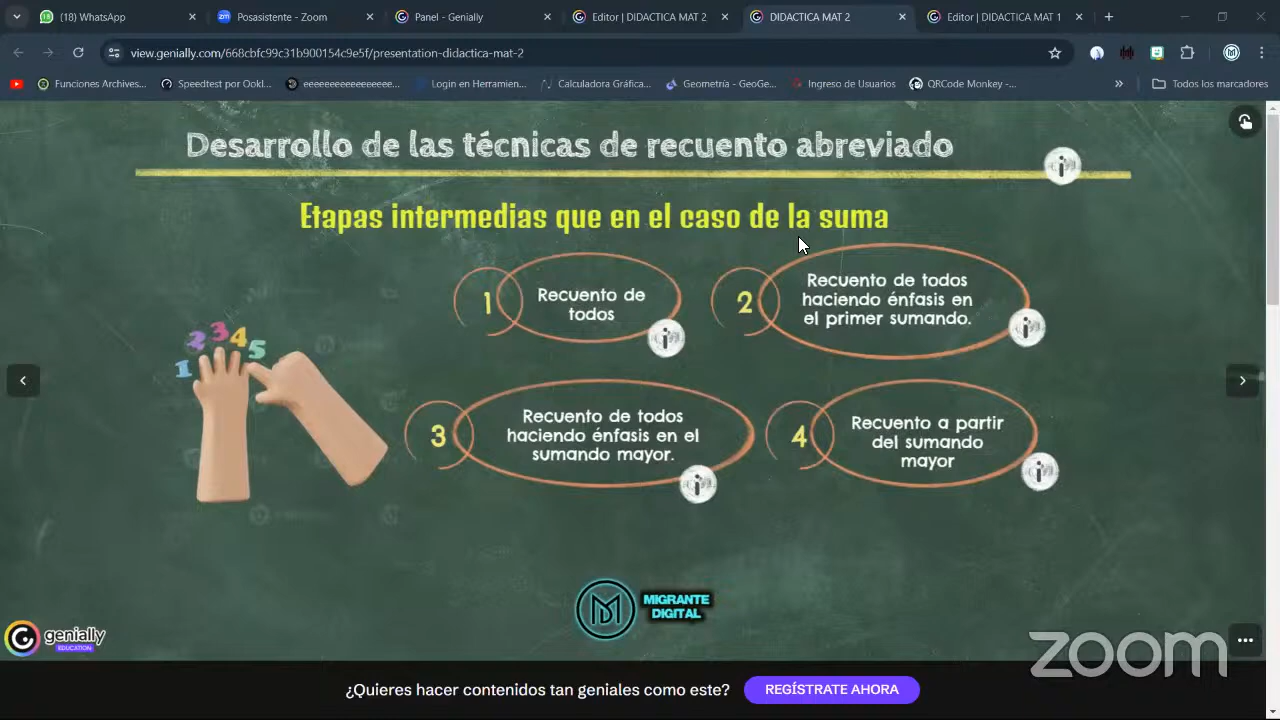 (18) WhatsApp
Posasistente - Zoom
Panel - Genially
Editor | DIDACTICA MAT 2
DIDACTICA MAT 2
Editor | DIDACTICA MAT 1
view.genially.com/668cbfc99c31b900154c9e5f/presentation-didactica-mat-2
Funciones Archives...
Speedtest por Ookl...
eeeeeeeeeeeeeeee...
Login en Herramien...
Calculadora Gráfica...
Geometría - GeoGe...
Ingreso de Usuarios
QRCode Monkey -...
Todos los marcadores
Desarrollo de las técnicas de recuento abreviado
Etapas intermedias que en el caso de la suma
1
Recuento de
todos
2
Recuento de todos
haciendo énfasis en
el primer sumando.
1 2 3 4 5
3
Recuento de todos
haciendo énfasis en el
sumando mayor.
4
Recuento a partir
del sumando
mayor
MIGRANTE
DIGITAL
genially
EDUCATION
zoom
¿Quieres hacer contenidos tan geniales como este?
REGÍSTRATE AHORA